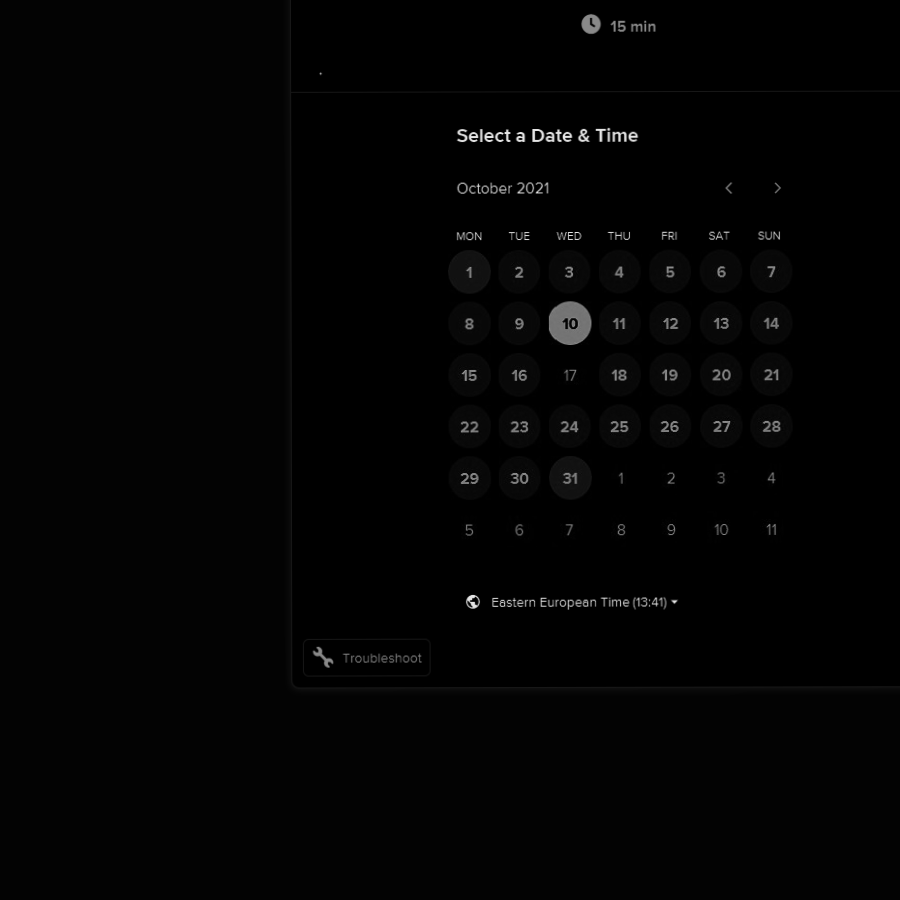 15 min
Select a Date & Time
October 2021
MON TUE WED THU FRI SAT SUN
1 2 3 4 5 6 7
8 9 10 11 12 13 14
15 16 17 18 19 20 21
22 23 24 25 26 27 28
29 30 31 1 2 3 4
5 6 7 8 9 10 11
Eastern European Time (13:41)
Troubleshoot